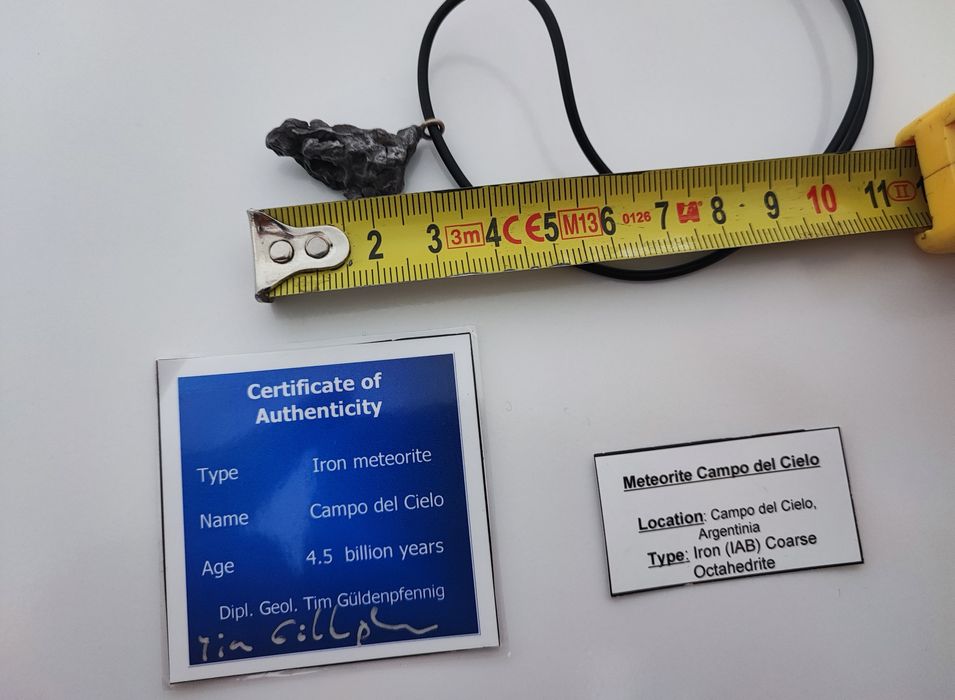 2 3 3m 4 CE 5 M13 6 0126 7 8 9 10 11 II
Certificate of
Authenticity
Type Iron meteorite
Name Campo del Cielo
Age 4.5 billion years
Dipl. Geol. Tim Güldenpfennig
Meteorite Campo del Cielo
Location: Campo del Cielo,
Argentinia
Type: Iron (IAB) Coarse
Octahedrite